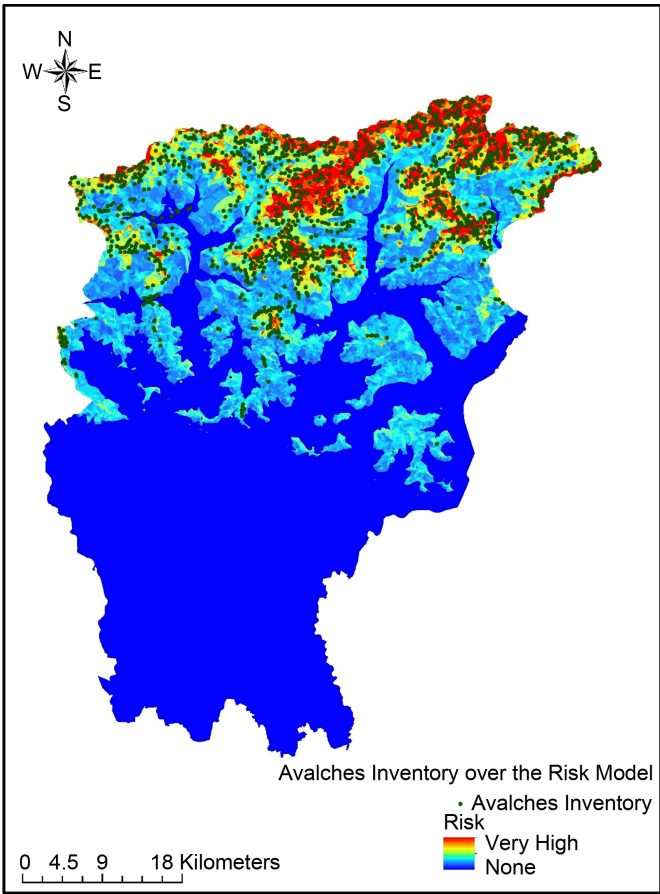 N
W E
S
Avalches Inventory over the Risk Model
Avalches Inventory
Risk
Very High
None
0 4.5 9 18 Kilometers